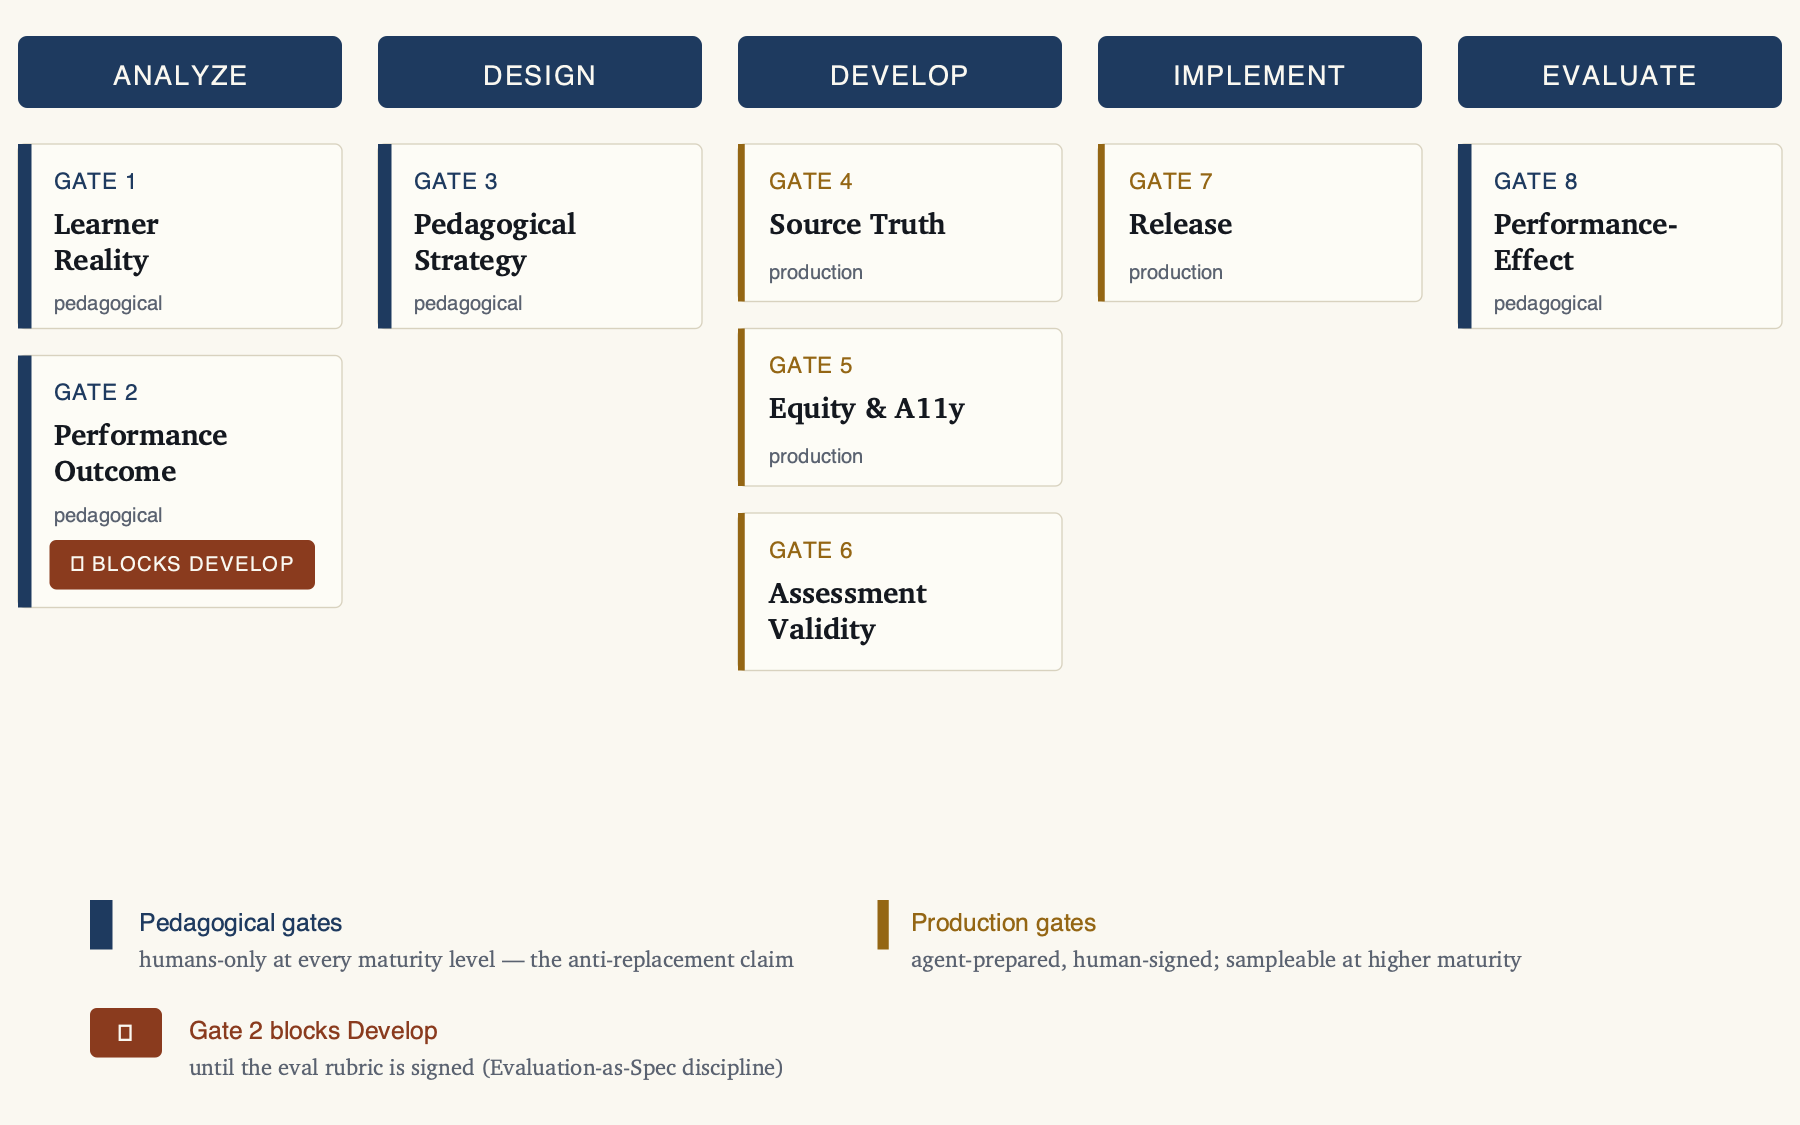 ANALYZE
DESIGN
DEVELOP
IMPLEMENT
EVALUATE
GATE 1
Learner
Reality
pedagogical
GATE 2
Performance
Outcome
pedagogical
BLOCKS DEVELOP
GATE 3
Pedagogical
Strategy
pedagogical
GATE 4
Source Truth
production
GATE 5
Equity & A11y
production
GATE 6
Assessment
Validity
GATE 7
Release
production
GATE 8
Performance-
Effect
pedagogical
Pedagogical gates
humans-only at every maturity level — the anti-replacement claim
Production gates
agent-prepared, human-signed; sampleable at higher maturity
Gate 2 blocks Develop
until the eval rubric is signed (Evaluation-as-Spec discipline)